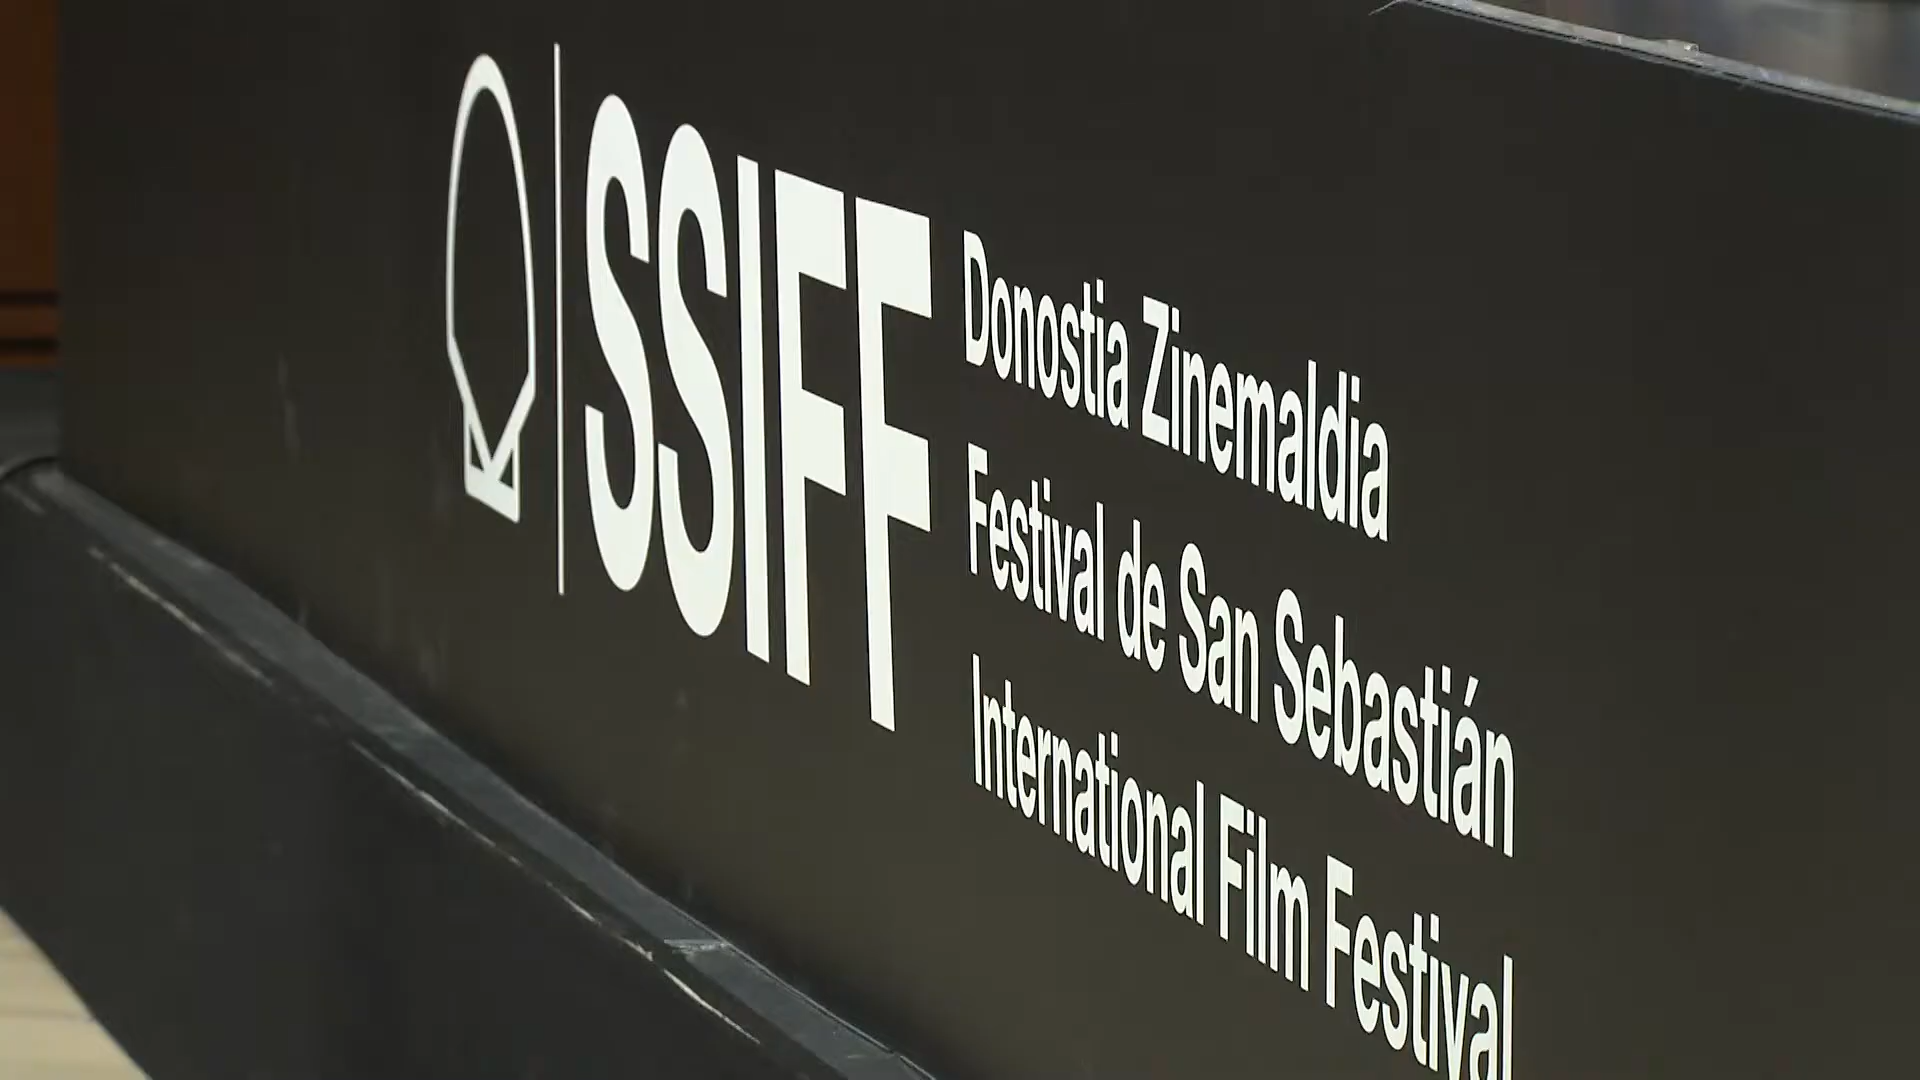 SSIFF
Donostia Zinemaldia
Festival de San Sebastián
International Film Festival